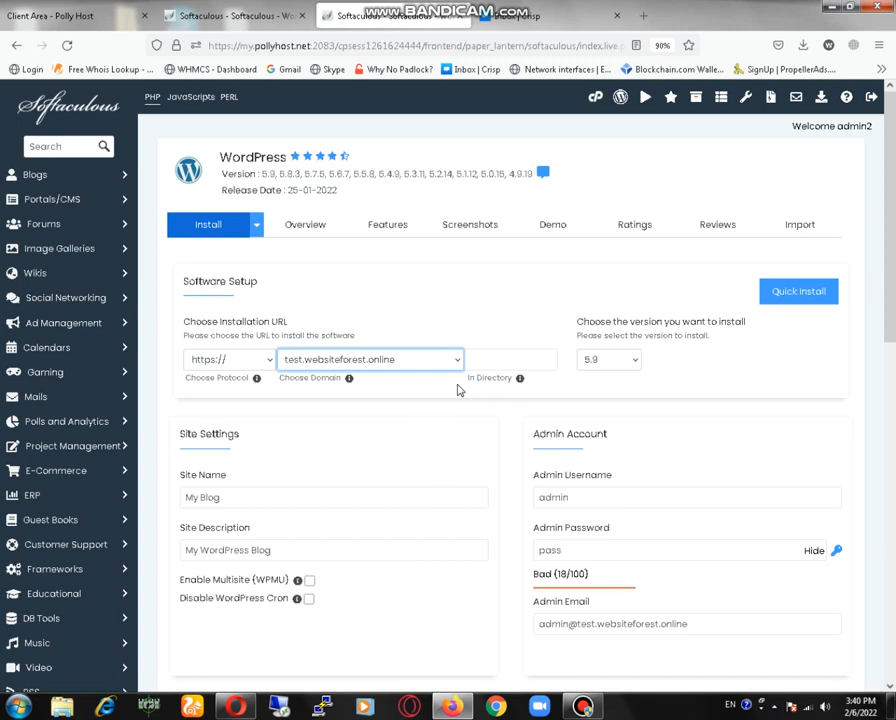 www.BANDICAM.com
Client Area - Polly Host
Softaculous - Softaculous - Wo
Softaculous - Softaculous
Inbox | Crisp
https://my.pollyhost.net:2083/cpsess1261624444/frontend/paper_lantern/softaculous/index.live.p
90%
Login
Free Whois Lookup -...
WHMCS - Dashboard
Gmail
Skype
Why No Padlock?
Inbox | Crisp
Network interfaces | E...
Blockchain.com Walle...
SignUp | PropellerAds....
Softaculous
PHP JavaScripts PERL
Welcome admin2
Search
Blogs
Portals/CMS
Forums
Image Galleries
Wikis
Social Networking
Ad Management
Calendars
Gaming
Mails
Polls and Analytics
Project Management
E-Commerce
ERP
Guest Books
Customer Support
Frameworks
Educational
DB Tools
Music
Video
RSS
WordPress
Version : 5.9, 5.8.3, 5.7.5, 5.6.7, 5.5.8, 5.4.9, 5.3.11, 5.2.14, 5.1.12, 5.0.15, 4.9.19
Release Date : 25-01-2022
Install Overview Features Screenshots Demo Ratings Reviews Import
Software Setup
Quick Install
Choose Installation URL
Please choose the URL to install the software
https://
test.websiteforest.online
Choose Protocol
Choose Domain
In Directory
Choose the version you want to install
Please select the version to install.
5.9
Site Settings
Site Name
My Blog
Site Description
My WordPress Blog
Enable Multisite (WPMU)
Disable WordPress Cron
Admin Account
Admin Username
admin
Admin Password
pass
Hide
Bad (18/100)
Admin Email
admin@test.websiteforest.online
EN
3:40 PM
2/6/2022